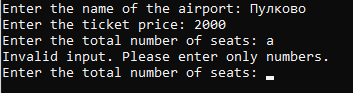 Enter the name of the airport: Пулково
Enter the ticket price: 2000
Enter the total number of seats: a
Invalid input. Please enter only numbers.
Enter the total number of seats: